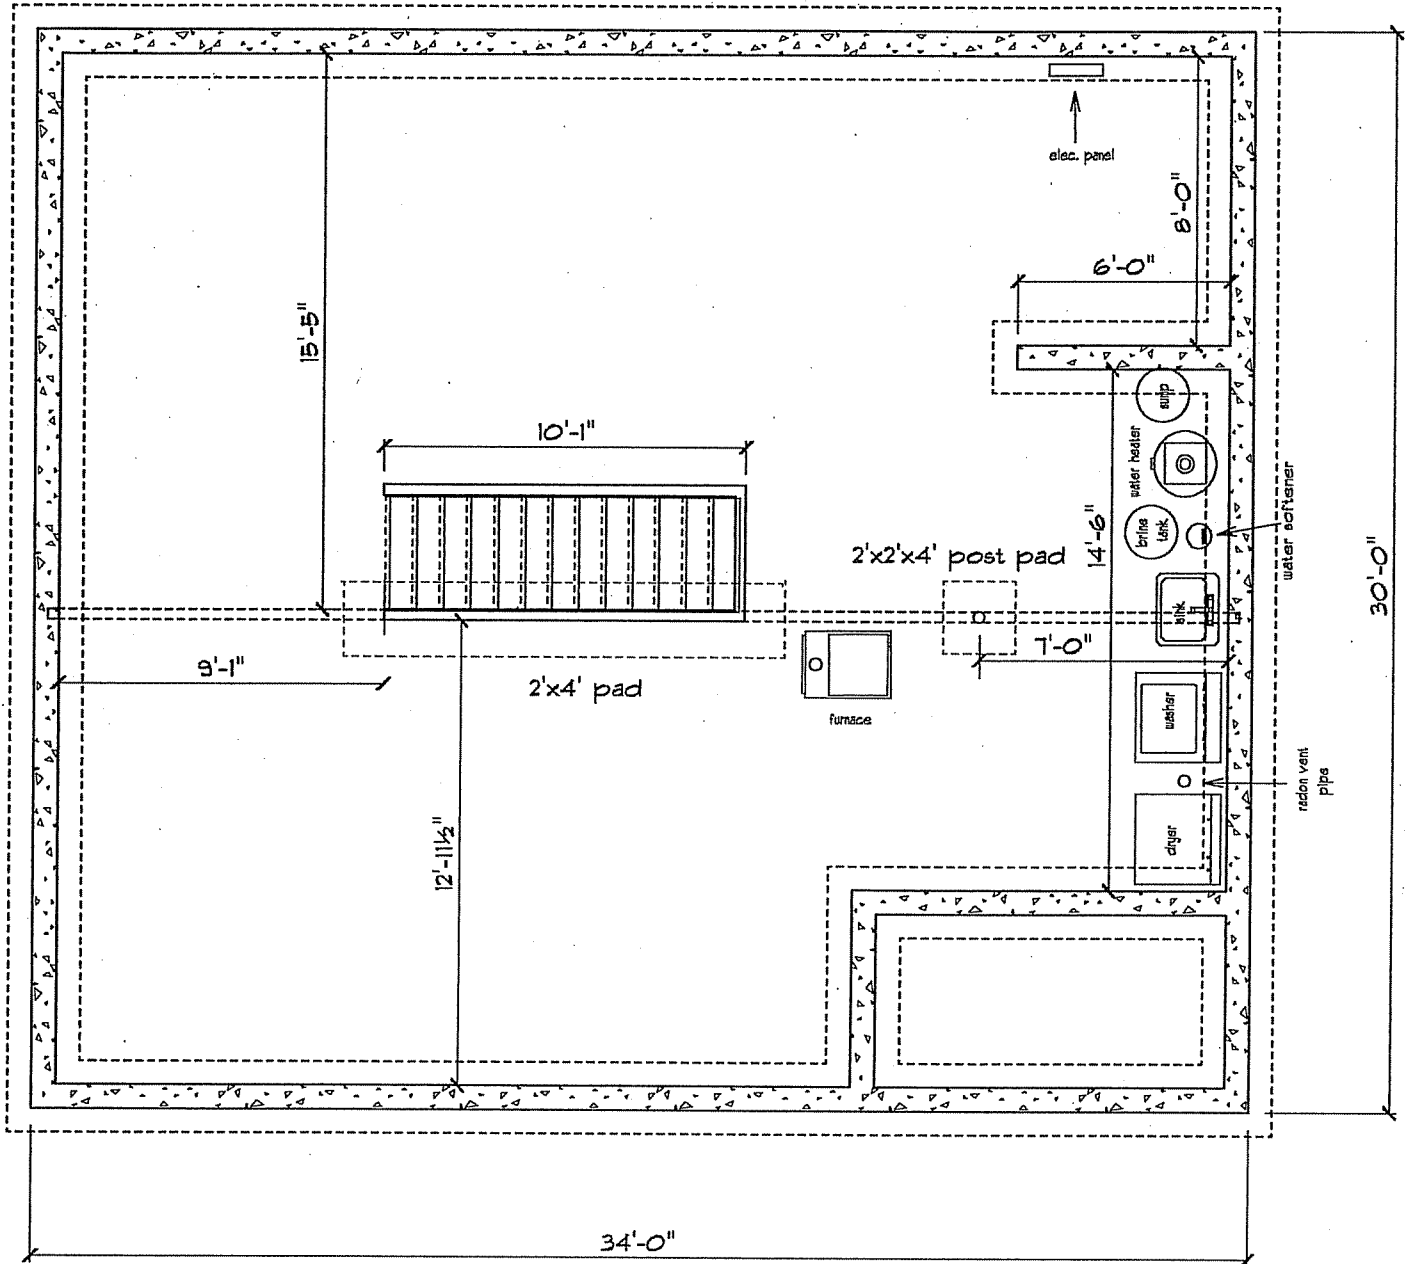 elec. panel
8'-0"
6'-0"
15'-5"
sump
10'-1"
water heater
water softener
brine
tank
14'-6"
2'x2'x4' post pad
30'-0"
sink
7'-0"
9'-1"
2'x4' pad
furnace
washer
radon vent
pipe
dryer
12'-11½"
34'-0"